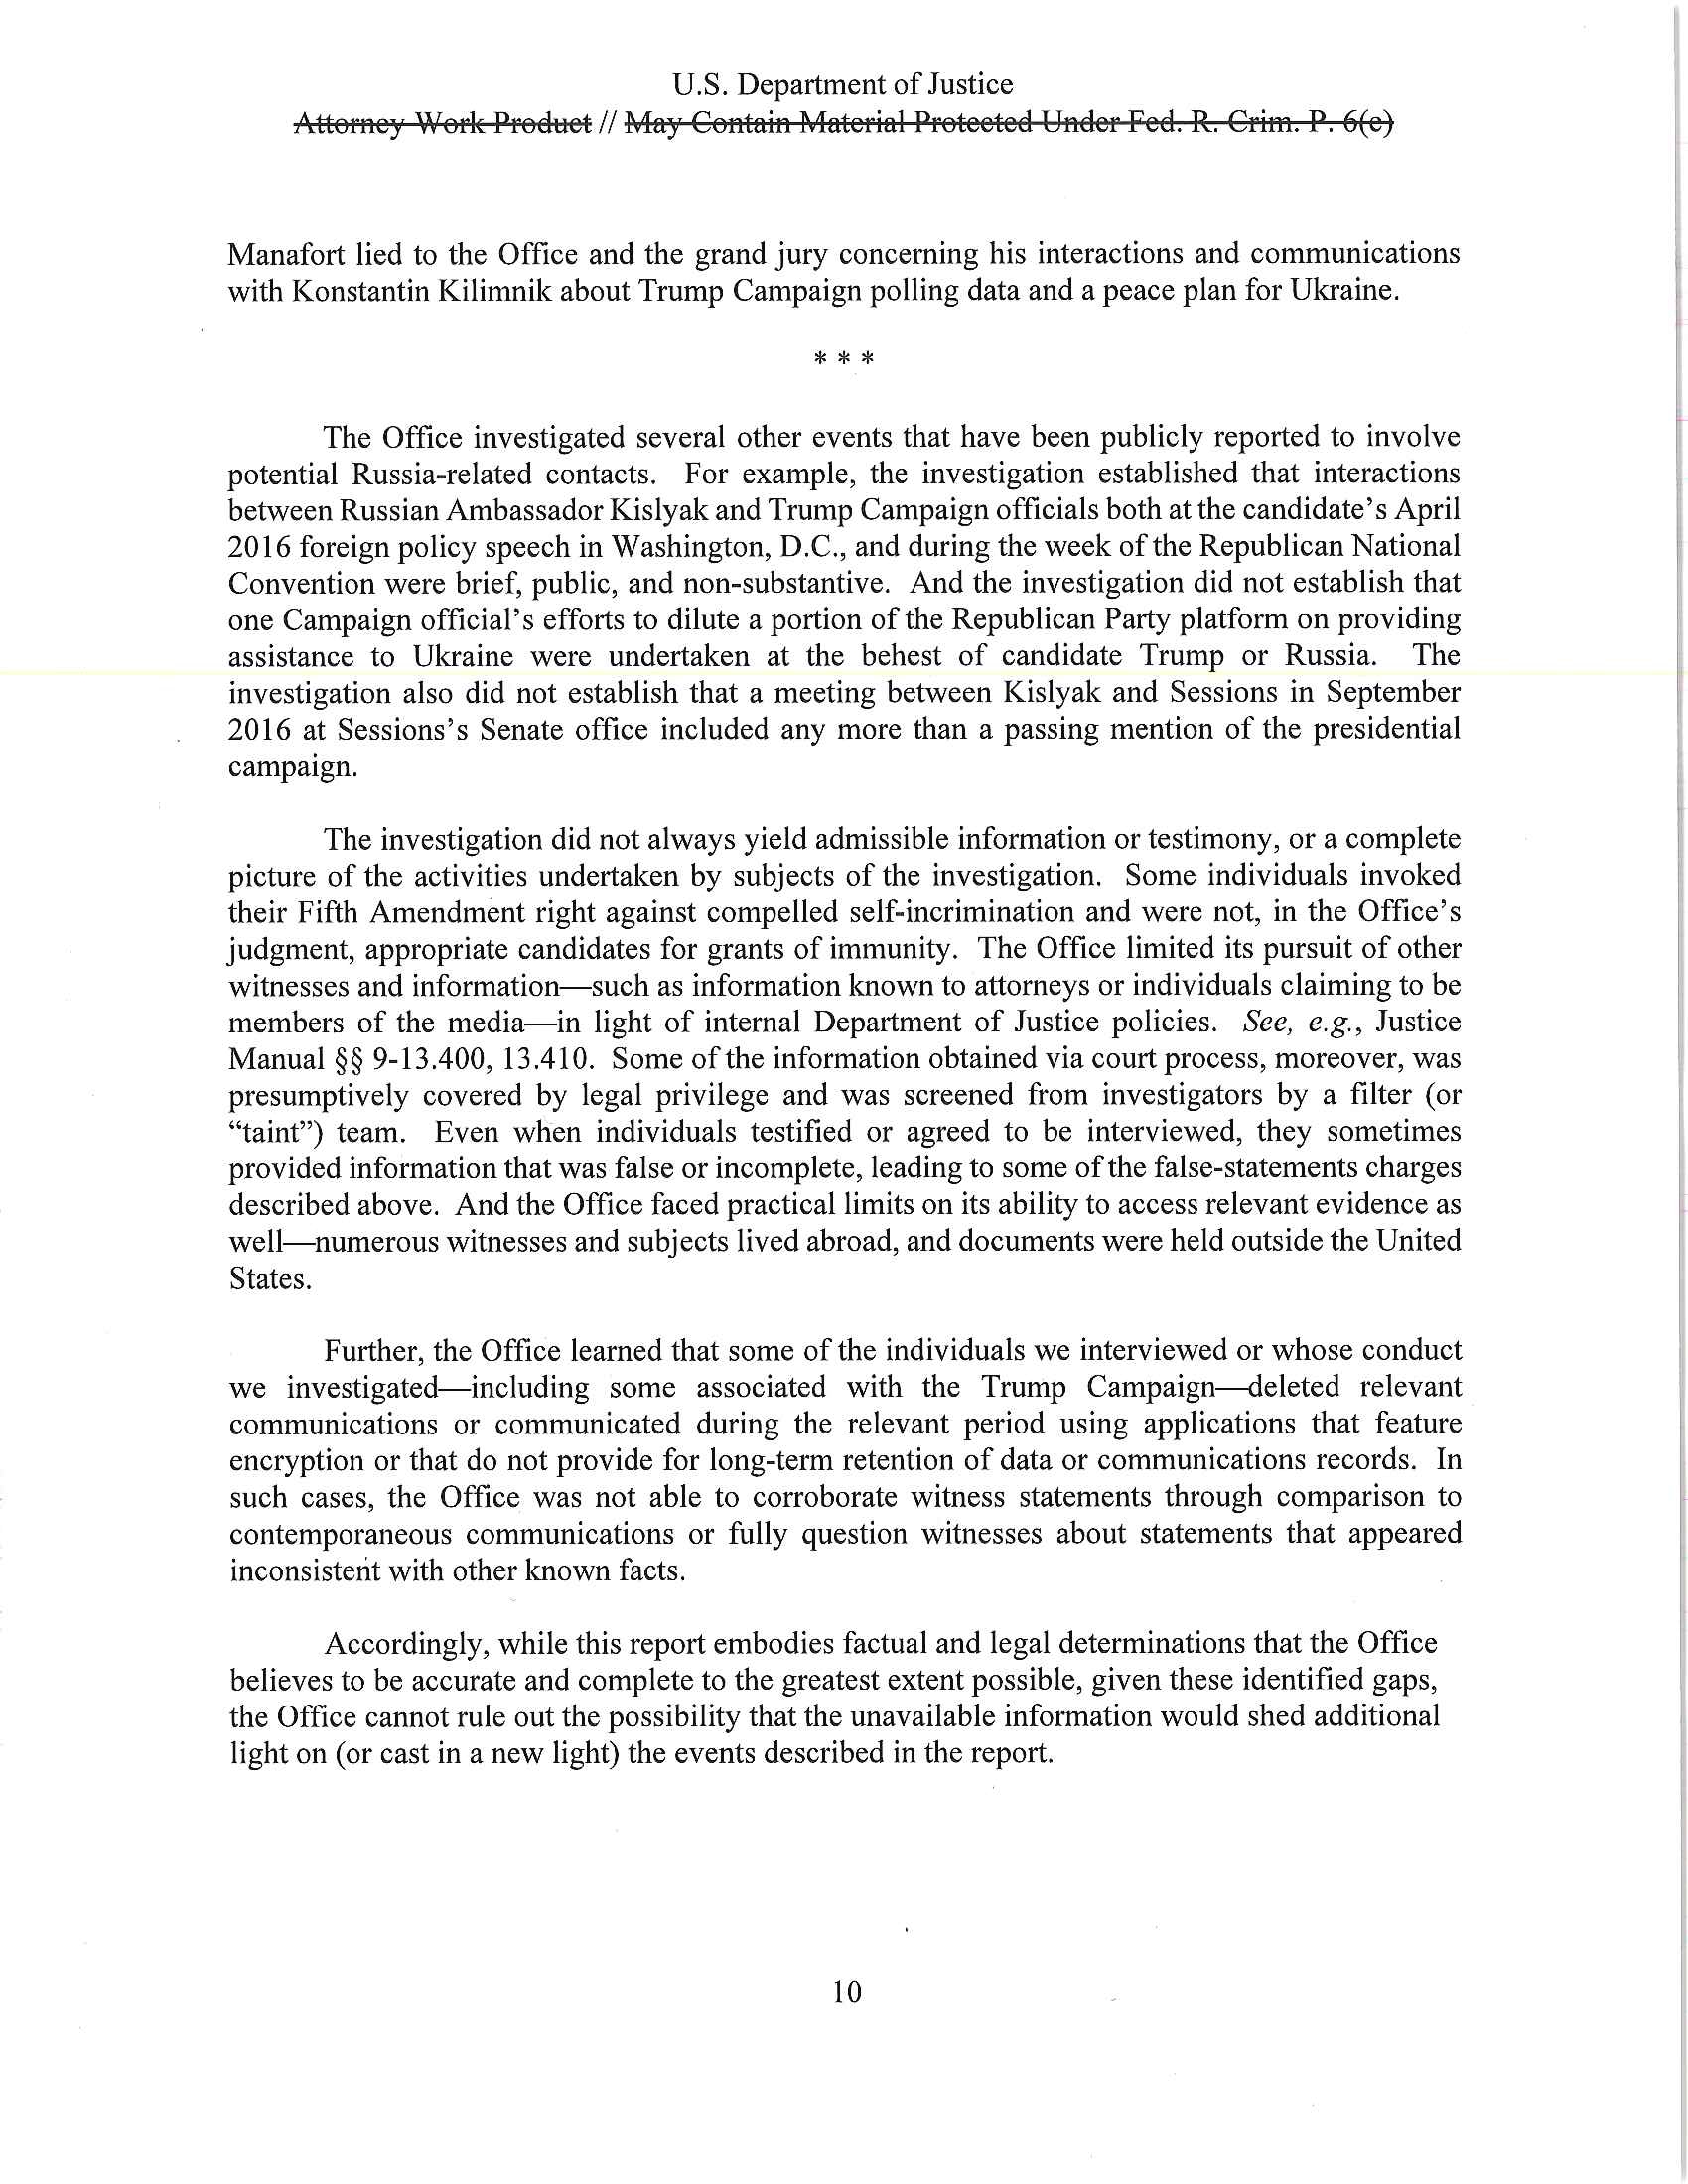 U.S. Department of Justice
Attorney Work Product // May Contain Material Protected Under Fed. R. Crim. P. 6(e)
Manafort lied to the Office and the grand jury concerning his interactions and communications
with Konstantin Kilimnik about Trump Campaign polling data and a peace plan for Ukraine.
* * *
The Office investigated several other events that have been publicly reported to involve
potential Russia-related contacts. For example, the investigation established that interactions
between Russian Ambassador Kislyak and Trump Campaign officials both at the candidate's April
2016 foreign policy speech in Washington, D.C., and during the week of the Republican National
Convention were brief, public, and non-substantive. And the investigation did not establish that
one Campaign official's efforts to dilute a portion of the Republican Party platform on providing
assistance to Ukraine were undertaken at the behest of candidate Trump or Russia. The
investigation also did not establish that a meeting between Kislyak and Sessions in September
2016 at Sessions's Senate office included any more than a passing mention of the presidential
campaign.
The investigation did not always yield admissible information or testimony, or a complete
picture of the activities undertaken by subjects of the investigation. Some individuals invoked
their Fifth Amendment right against compelled self-incrimination and were not, in the Office's
judgment, appropriate candidates for grants of immunity. The Office limited its pursuit of other
witnesses and information—such as information known to attorneys or individuals claiming to be
members of the media—in light of internal Department of Justice policies. See, e.g., Justice
Manual §§ 9-13.400, 13.410. Some of the information obtained via court process, moreover, was
presumptively covered by legal privilege and was screened from investigators by a filter (or
“taint”) team. Even when individuals testified or agreed to be interviewed, they sometimes
provided information that was false or incomplete, leading to some of the false-statements charges
described above. And the Office faced practical limits on its ability to access relevant evidence as
well—numerous witnesses and subjects lived abroad, and documents were held outside the United
States.
Further, the Office learned that some of the individuals we interviewed or whose conduct
we investigated—including some associated with the Trump Campaign—deleted relevant
communications or communicated during the relevant period using applications that feature
encryption or that do not provide for long-term retention of data or communications records. In
such cases, the Office was not able to corroborate witness statements through comparison to
contemporaneous communications or fully question witnesses about statements that appeared
inconsistent with other known facts.
Accordingly, while this report embodies factual and legal determinations that the Office
believes to be accurate and complete to the greatest extent possible, given these identified gaps,
the Office cannot rule out the possibility that the unavailable information would shed additional
light on (or cast in a new light) the events described in the report.
10